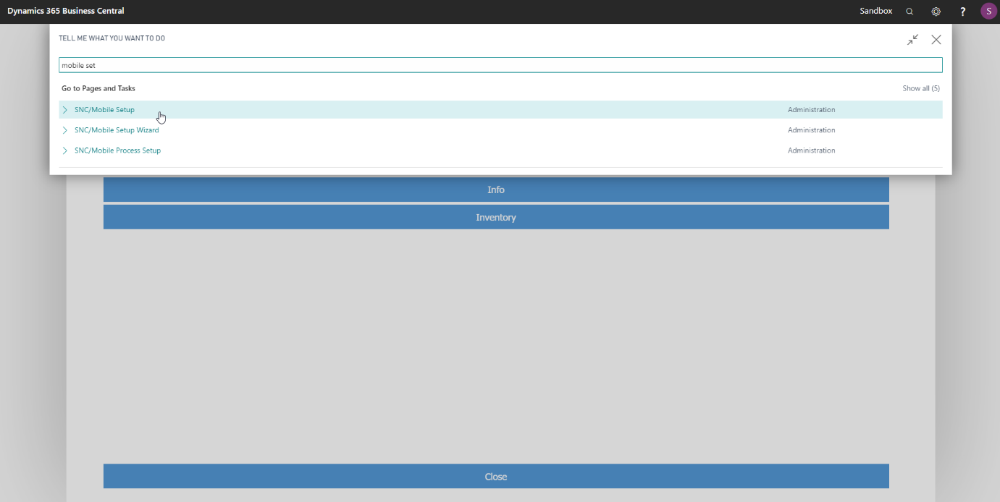 Dynamics 365 Business Central
Sandbox
?
S
TELL ME WHAT YOU WANT TO DO
mobile set
Go to Pages and Tasks
Show all (5)
SNC/Mobile Setup
Administration
SNC/Mobile Setup Wizard
Administration
SNC/Mobile Process Setup
Administration
Info
Inventory
Close